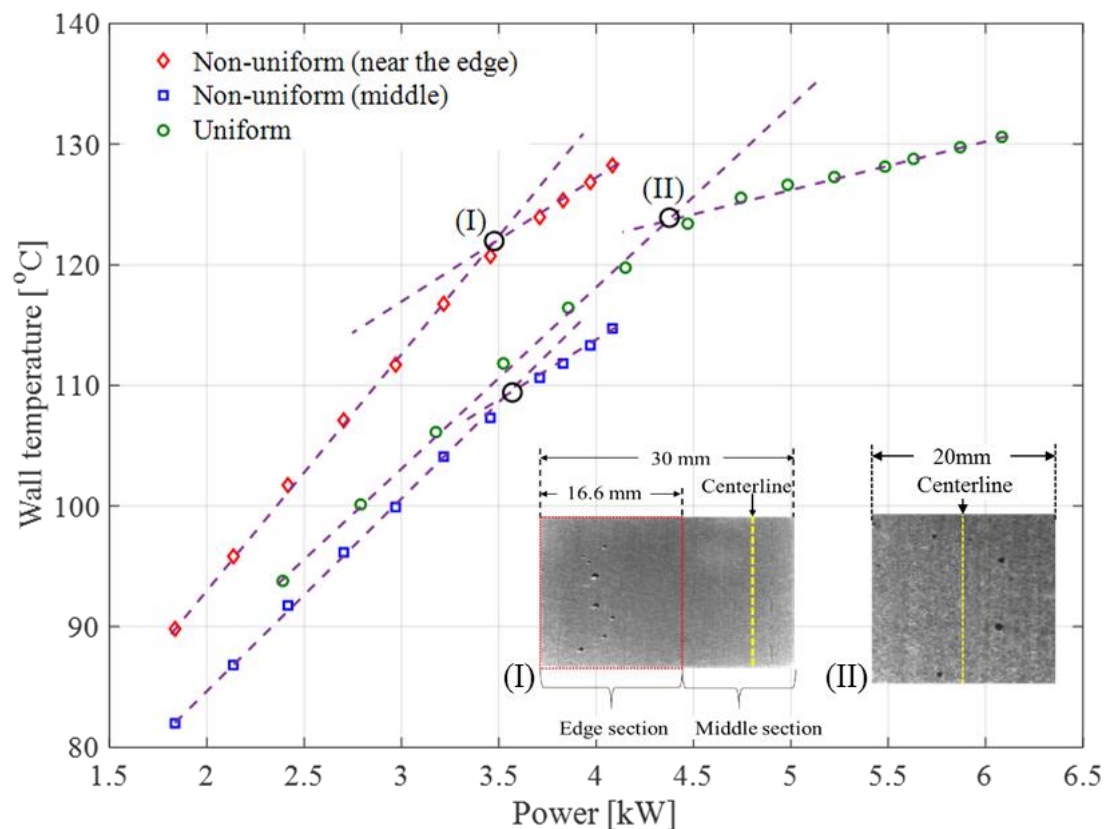 140
130
120
110
100
90
80
Wall temperature [ °C]
Non-uniform (near the edge)
Non-uniform (middle)
Uniform
(I)
(II)
30 mm
16.6 mm
Centerline
20mm
Centerline
(I)
(II)
Edge section
Middle section
1.5 2 2.5 3 3.5 4 4.5 5 5.5 6 6.5
Power [kW]